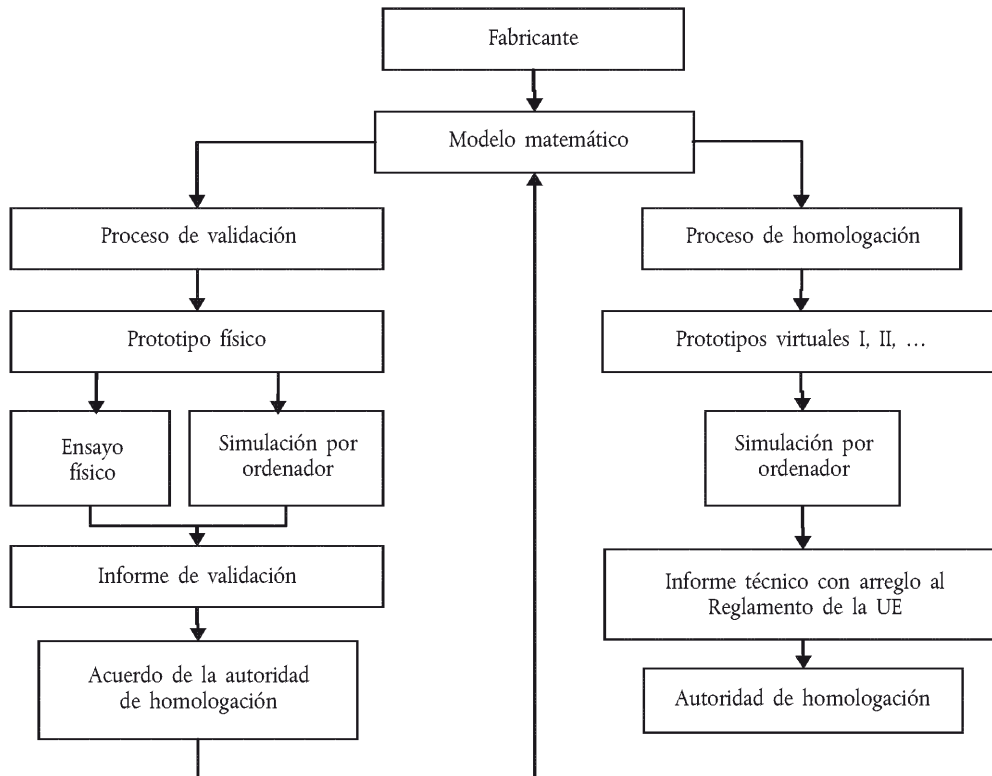 Fabricante
Modelo matemático
Proceso de validación
Proceso de homologación
Prototipo físico
Prototipos virtuales I, II, …
Ensayo
físico
Simulación por
ordenador
Simulación por
ordenador
Informe de validación
Informe técnico con arreglo al
Reglamento de la UE
Acuerdo de la autoridad
de homologación
Autoridad de homologación